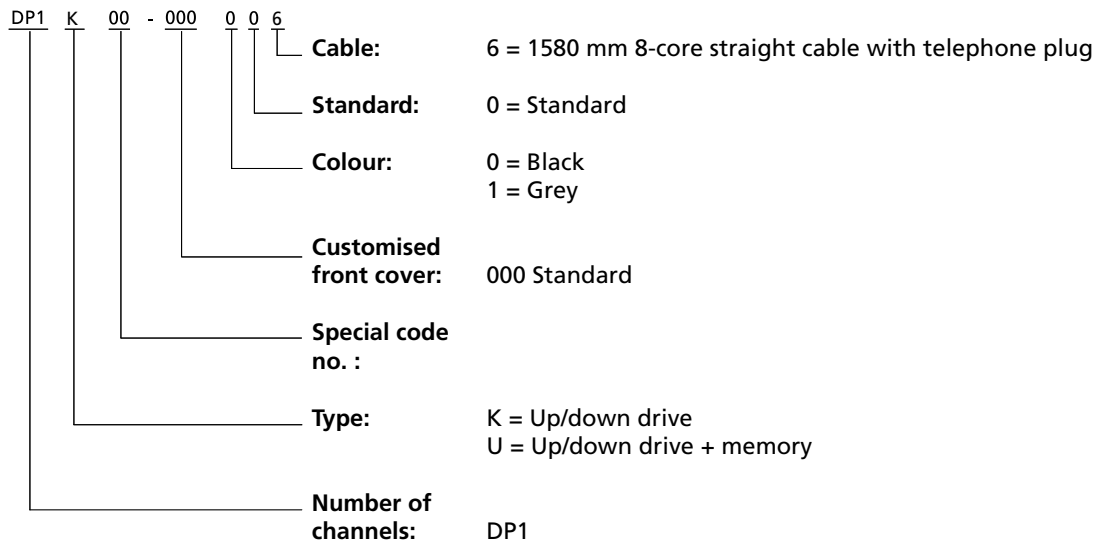 DP1 K 00 - 000 0 0 6
Cable: 6 = 1580 mm 8-core straight cable with telephone plug
Standard: 0 = Standard
Colour: 0 = Black
1 = Grey
Customised
front cover: 000 Standard
Special code
no. :
Type: K = Up/down drive
U = Up/down drive + memory
Number of
channels: DP1